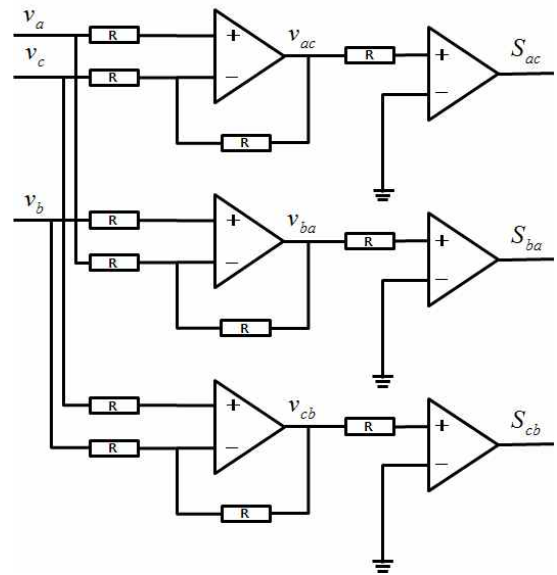 v_a R + v_ac R + S_ac
v_c R − −
R
v_b R + v_ba R + S_ba
R − −
R
R + v_cb R + S_cb
R − −
R